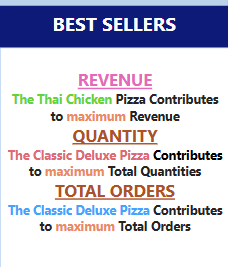 BEST SELLERS
REVENUE
The Thai Chicken Pizza Contributes
to maximum Revenue
QUANTITY
The Classic Deluxe Pizza Contributes
to maximum Total Quantities
TOTAL ORDERS
The Classic Deluxe Pizza Contributes
to maximum Total Orders